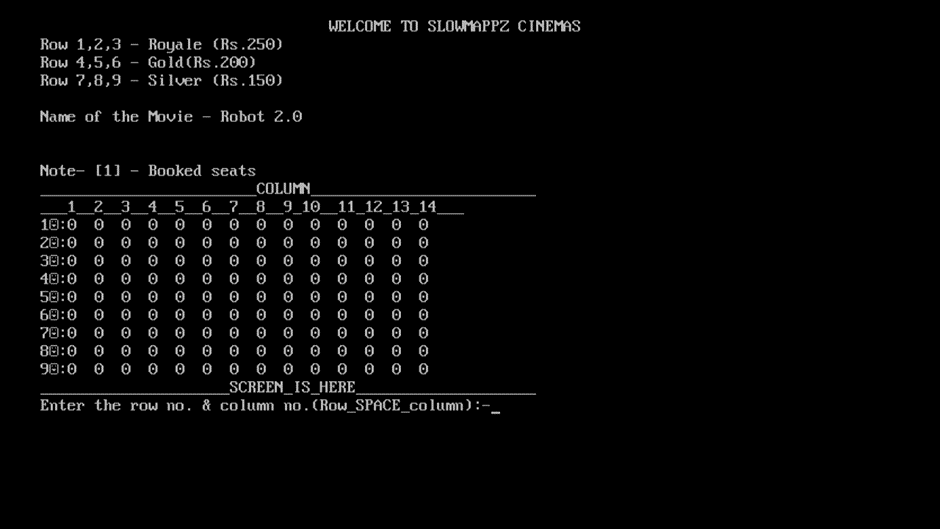 WELCOME TO SLOWMAPPZ CINEMAS
Row 1,2,3 - Royale (Rs.250)
Row 4,5,6 - Gold(Rs.200)
Row 7,8,9 - Silver (Rs.150)
Name of the Movie - Robot 2.0
Note- [1] - Booked seats
________________________COLUMN_________________________
___1__2__3__4__5__6__7__8__9_10__11_12_13_14___
1☺:0 0 0 0 0 0 0 0 0 0 0 0 0 0
2☺:0 0 0 0 0 0 0 0 0 0 0 0 0 0
3☺:0 0 0 0 0 0 0 0 0 0 0 0 0 0
4☺:0 0 0 0 0 0 0 0 0 0 0 0 0 0
5☺:0 0 0 0 0 0 0 0 0 0 0 0 0 0
6☺:0 0 0 0 0 0 0 0 0 0 0 0 0 0
7☺:0 0 0 0 0 0 0 0 0 0 0 0 0 0
8☺:0 0 0 0 0 0 0 0 0 0 0 0 0 0
9☺:0 0 0 0 0 0 0 0 0 0 0 0 0 0
_____________________SCREEN_IS_HERE____________________
Enter the row no. & column no.(Row_SPACE_column):-_